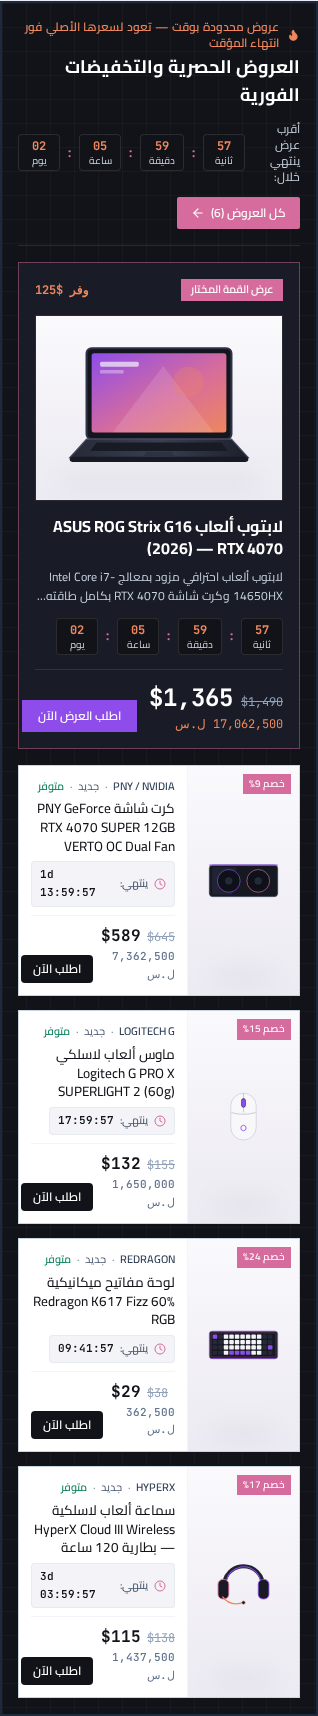 عروض محدودة بوقت — تعود لسعرها الأصلي فور
انتهاء المؤقت
العروض الحصرية والتخفيضات
الفورية
أقرب
عرض
ينتهي
خلال:
57 : 59 : 05 : 02
ثانية دقيقة ساعة يوم
كل العروض (6) ←
عرض القمة المختار
وفر $125
لابتوب ألعاب ASUS ROG Strix G16
(2026) — RTX 4070
لابتوب ألعاب احترافي مزود بمعالج Intel Core i7-
14650HX وكرت شاشة RTX 4070 بكامل طاقته...
57 : 59 : 05 : 02
ثانية دقيقة ساعة يوم
$1,490 $1,365
17,062,500 ل.س
اطلب العرض الآن
خصم 9%
PNY / NVIDIA · جديد · متوفر
كرت شاشة PNY GeForce
RTX 4070 SUPER 12GB
VERTO OC Dual Fan
ينتهي: 1d
13:59:57
$645 $589
7,362,500
ل.س
اطلب الآن
خصم 15%
LOGITECH G · جديد · متوفر
ماوس ألعاب لاسلكي
Logitech G PRO X
SUPERLIGHT 2 (60g)
ينتهي: 17:59:57
$155 $132
1,650,000
ل.س
اطلب الآن
خصم 24%
REDRAGON · جديد · متوفر
لوحة مفاتيح ميكانيكية
Redragon K617 Fizz 60%
RGB
ينتهي: 09:41:57
$38 $29
362,500
ل.س
اطلب الآن
خصم 17%
HYPERX · جديد · متوفر
سماعة ألعاب لاسلكية
HyperX Cloud III Wireless
— بطارية 120 ساعة
ينتهي: 3d
03:59:57
$138 $115
1,437,500
ل.س
اطلب الآن